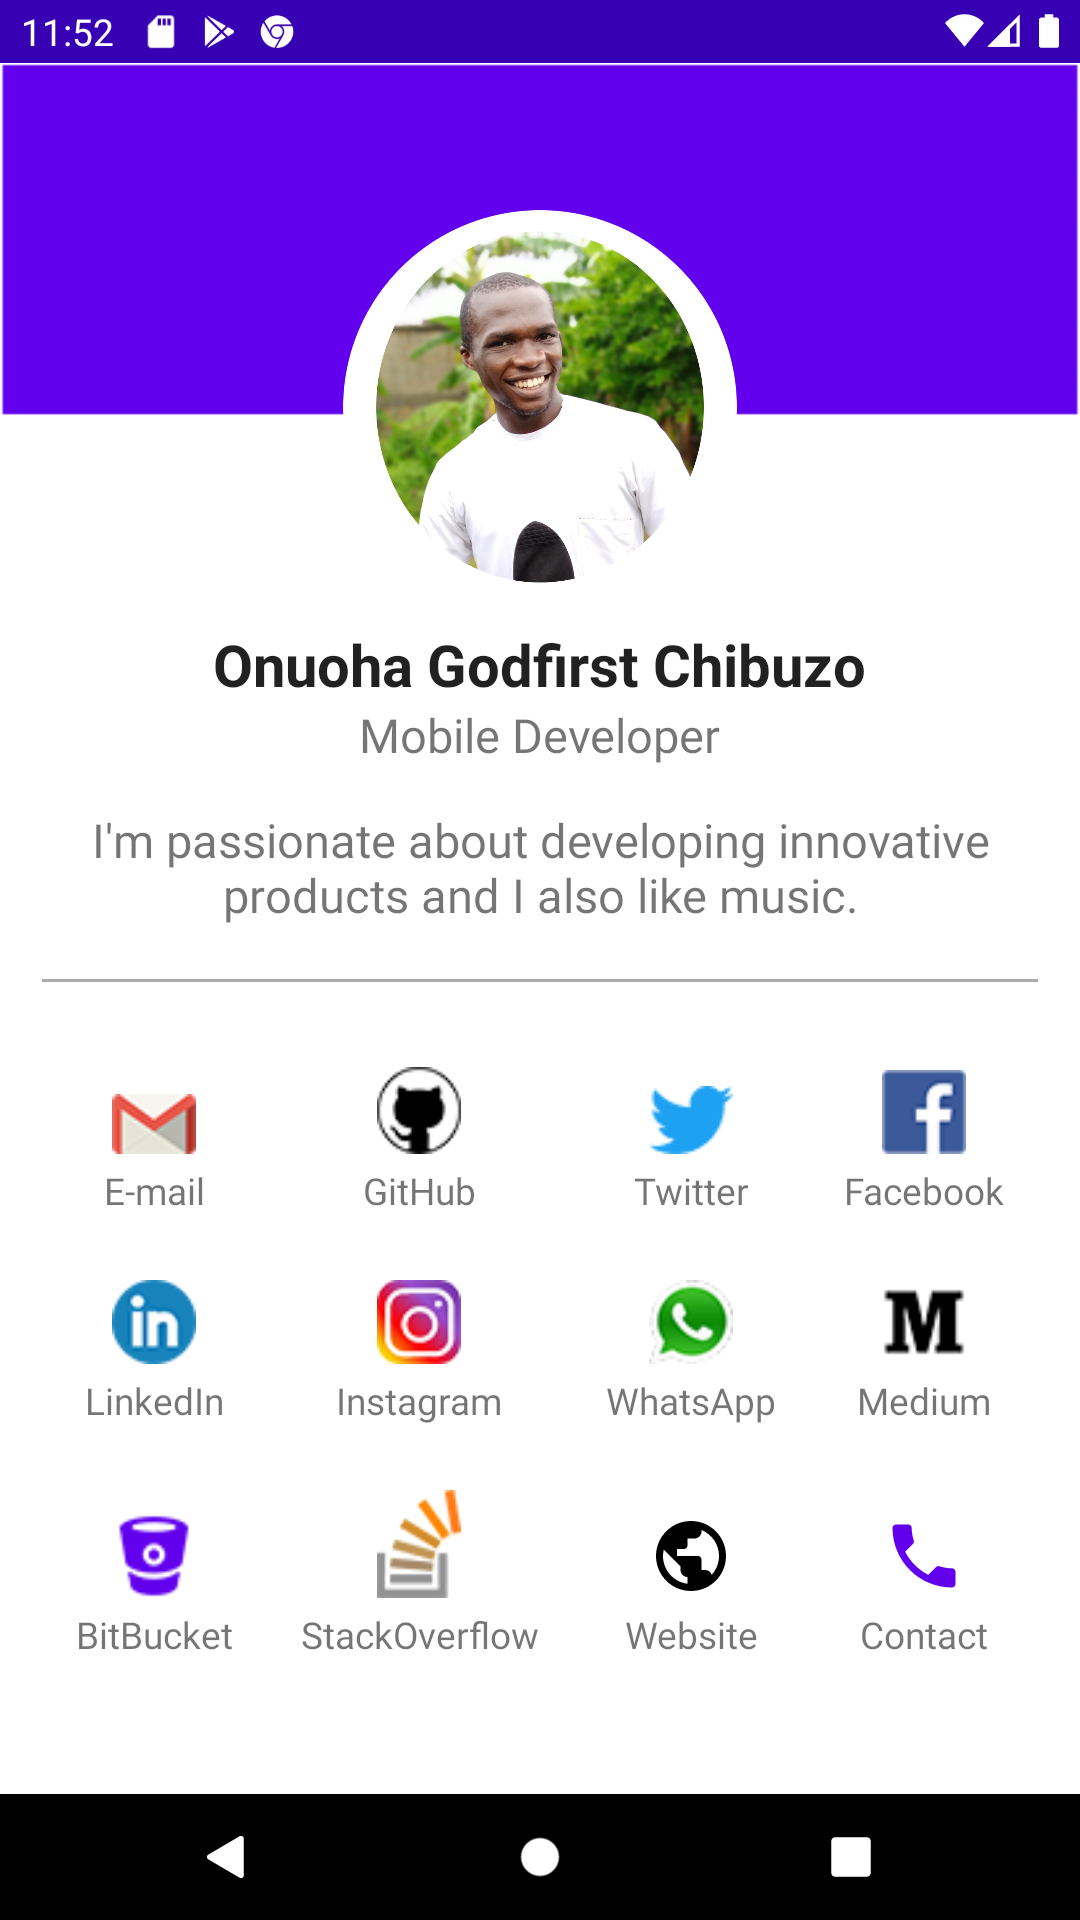 11:52
Onuoha Godfirst Chibuzo
Mobile Developer
I'm passionate about developing innovative
products and I also like music.
E-mail GitHub Twitter Facebook
LinkedIn Instagram WhatsApp Medium
BitBucket StackOverflow Website Contact